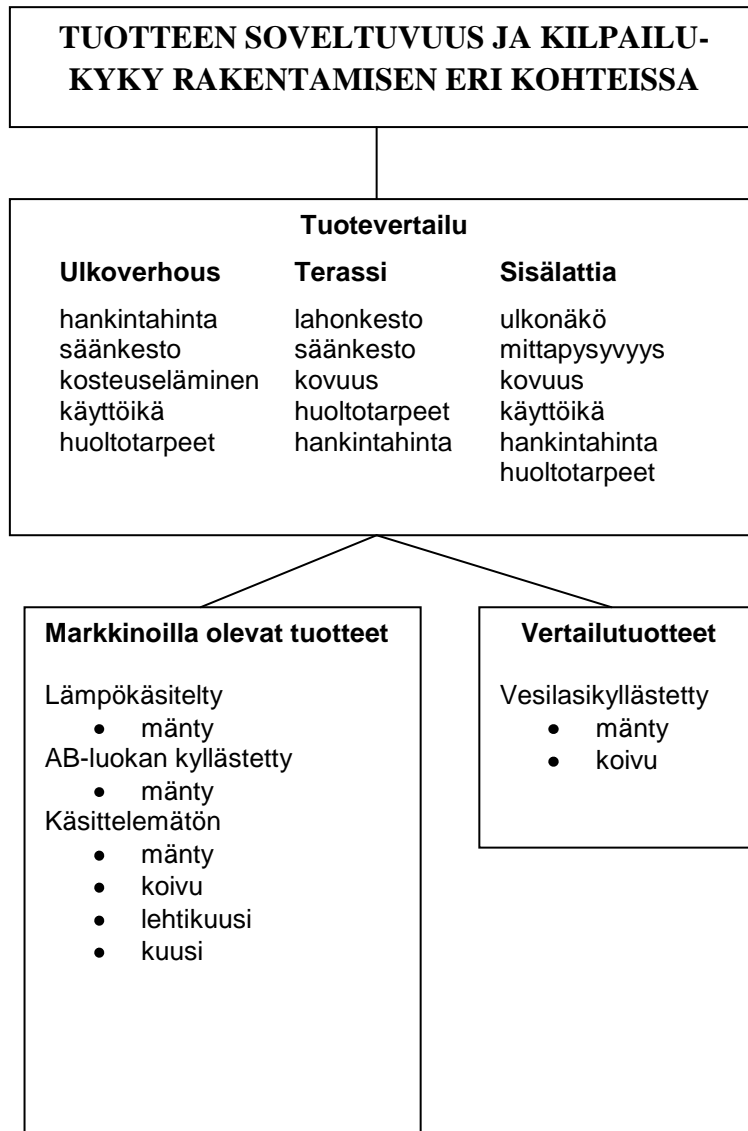 TUOTTEEN SOVELTUVUUS JA KILPAILU-
KYKY RAKENTAMISEN ERI KOHTEISSA
Tuotevertailu
Ulkoverhous
hankintahinta
säänkesto
kosteuseläminen
käyttöikä
huoltotarpeet
Terassi
lahonkesto
säänkesto
kovuus
huoltotarpeet
hankintahinta
Sisälattia
ulkonäkö
mittapysyvyys
kovuus
käyttöikä
hankintahinta
huoltotarpeet
Markkinoilla olevat tuotteet
Lämpökäsitelty
• mänty
AB-luokan kyllästetty
• mänty
Käsittelemätön
• mänty
• koivu
• lehtikuusi
• kuusi
Vertailutuotteet
Vesilasikyllästetty
• mänty
• koivu